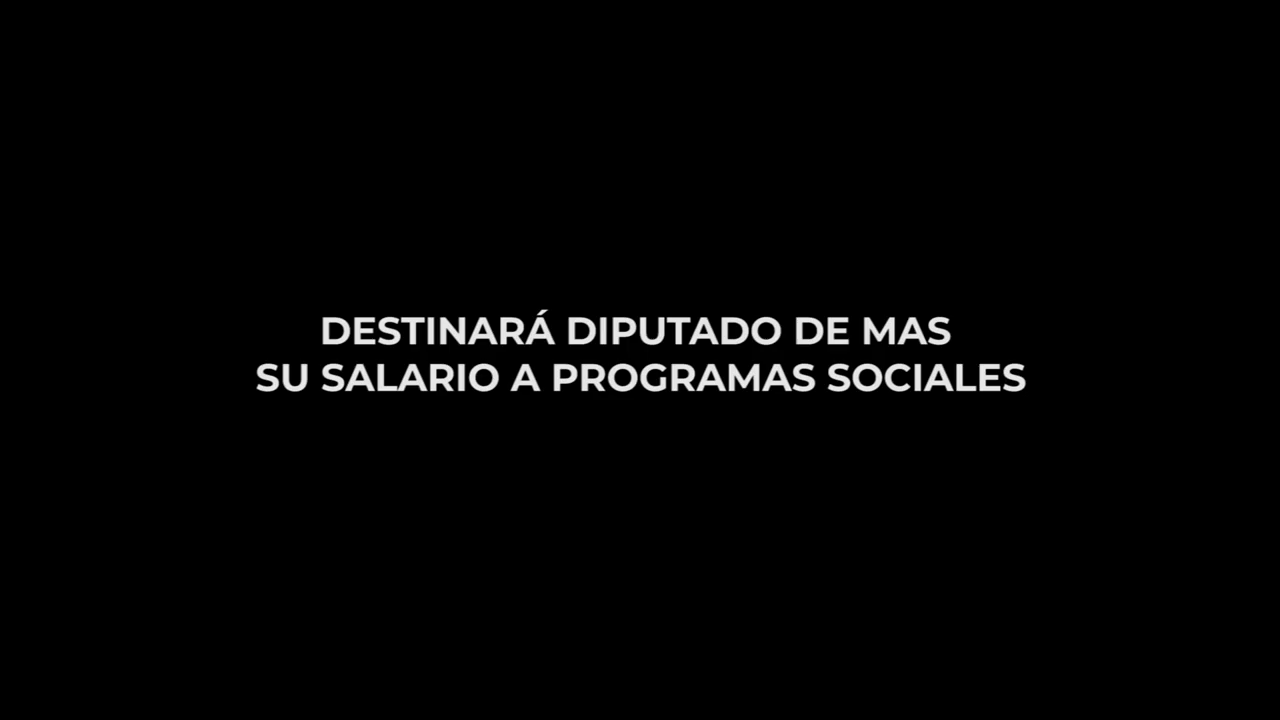 DESTINARÁ DIPUTADO DE MAS
SU SALARIO A PROGRAMAS SOCIALES